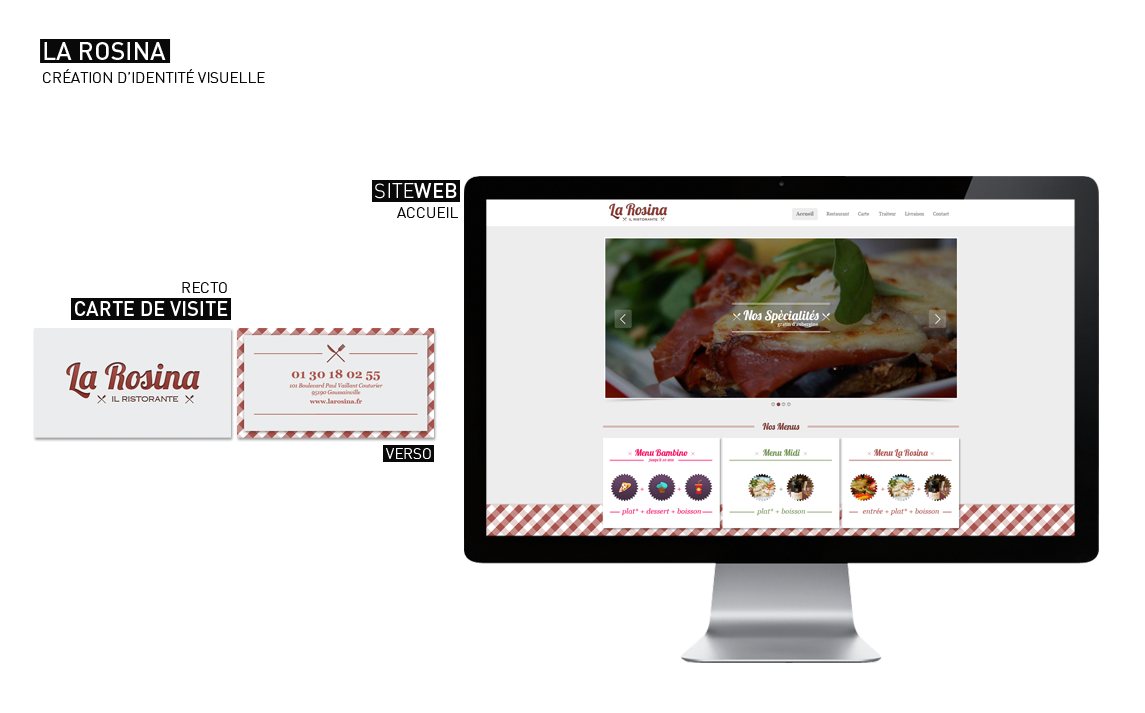 LA ROSINA
CRÉATION D'IDENTITÉ VISUELLE
SITEWEB
ACCUEIL
RECTO
CARTE DE VISITE
La Rosina
IL RISTORANTE
01 30 18 02 55
101 Boulevard Paul Vaillant Couturier
95190 Goussainville
www.larosina.fr
VERSO
La Rosina
IL RISTORANTE
Accueil Restaurant Carte Traiteur Livraison Contact
Nos Spècialités
gratin d'aubergine
Nos Menus
Menu Bambino
jusqu'à 10 ans
+ +
plat* + dessert + boisson
Menu Midi
+
plat* + boisson
Menu La Rosina
+ +
entrée + plat* + boisson